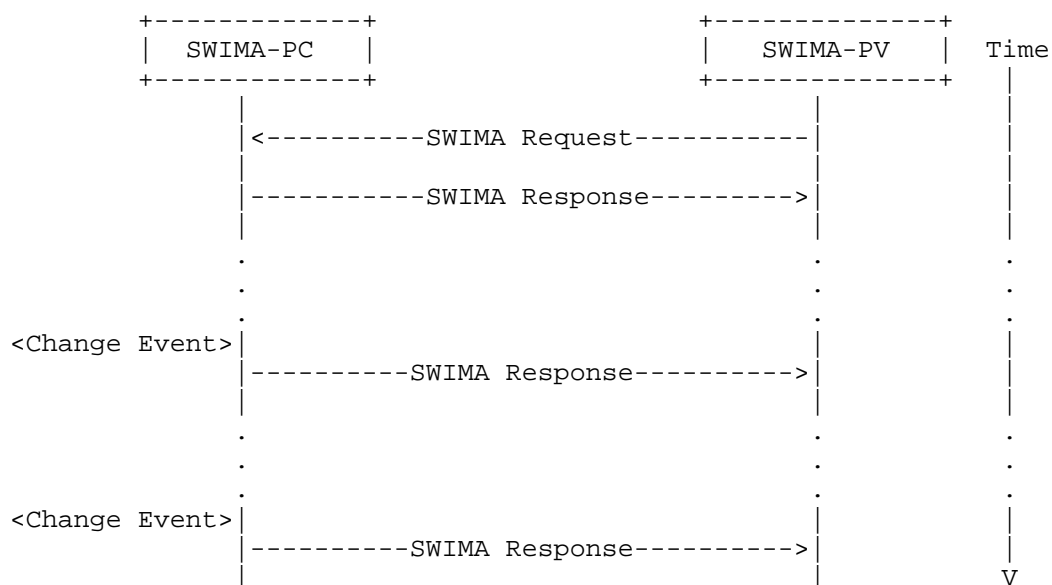 SWIMA-PC SWIMA-PV Time
SWIMA Request
SWIMA Response
<Change Event>
SWIMA Response
<Change Event>
SWIMA Response
V